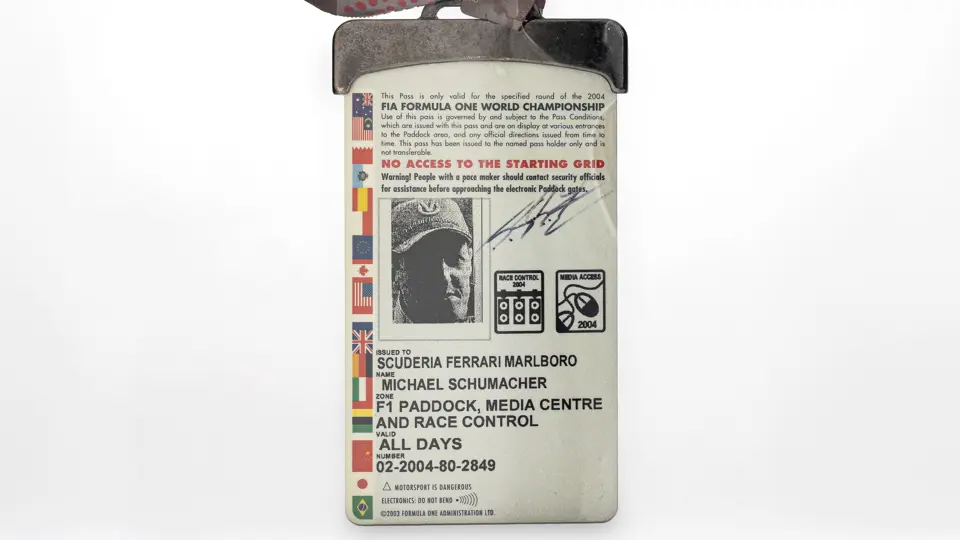 This Pass is only valid for the specified round of the 2004
FIA FORMULA ONE WORLD CHAMPIONSHIP
Use of this pass is governed by and subject to the Pass Conditions,
which are issued with this pass and are on display at various entrances
to the Paddock area, and any official directions issued from time to
time. This pass has been issued to the named pass holder only and is
not transferable.
NO ACCESS TO THE STARTING GRID
Warning! People with a pace maker should contact security officials
for assistance before approaching the electronic Paddock gates.
RACE CONTROL
2004
MEDIA ACCESS
2004
ISSUED TO
SCUDERIA FERRARI MARLBORO
NAME
MICHAEL SCHUMACHER
ZONE
F1 PADDOCK, MEDIA CENTRE
AND RACE CONTROL
VALID
ALL DAYS
NUMBER
02-2004-80-2849
MOTORSPORT IS DANGEROUS
ELECTRONICS: DO NOT BEND
©2003 FORMULA ONE ADMINISTRATION LTD.